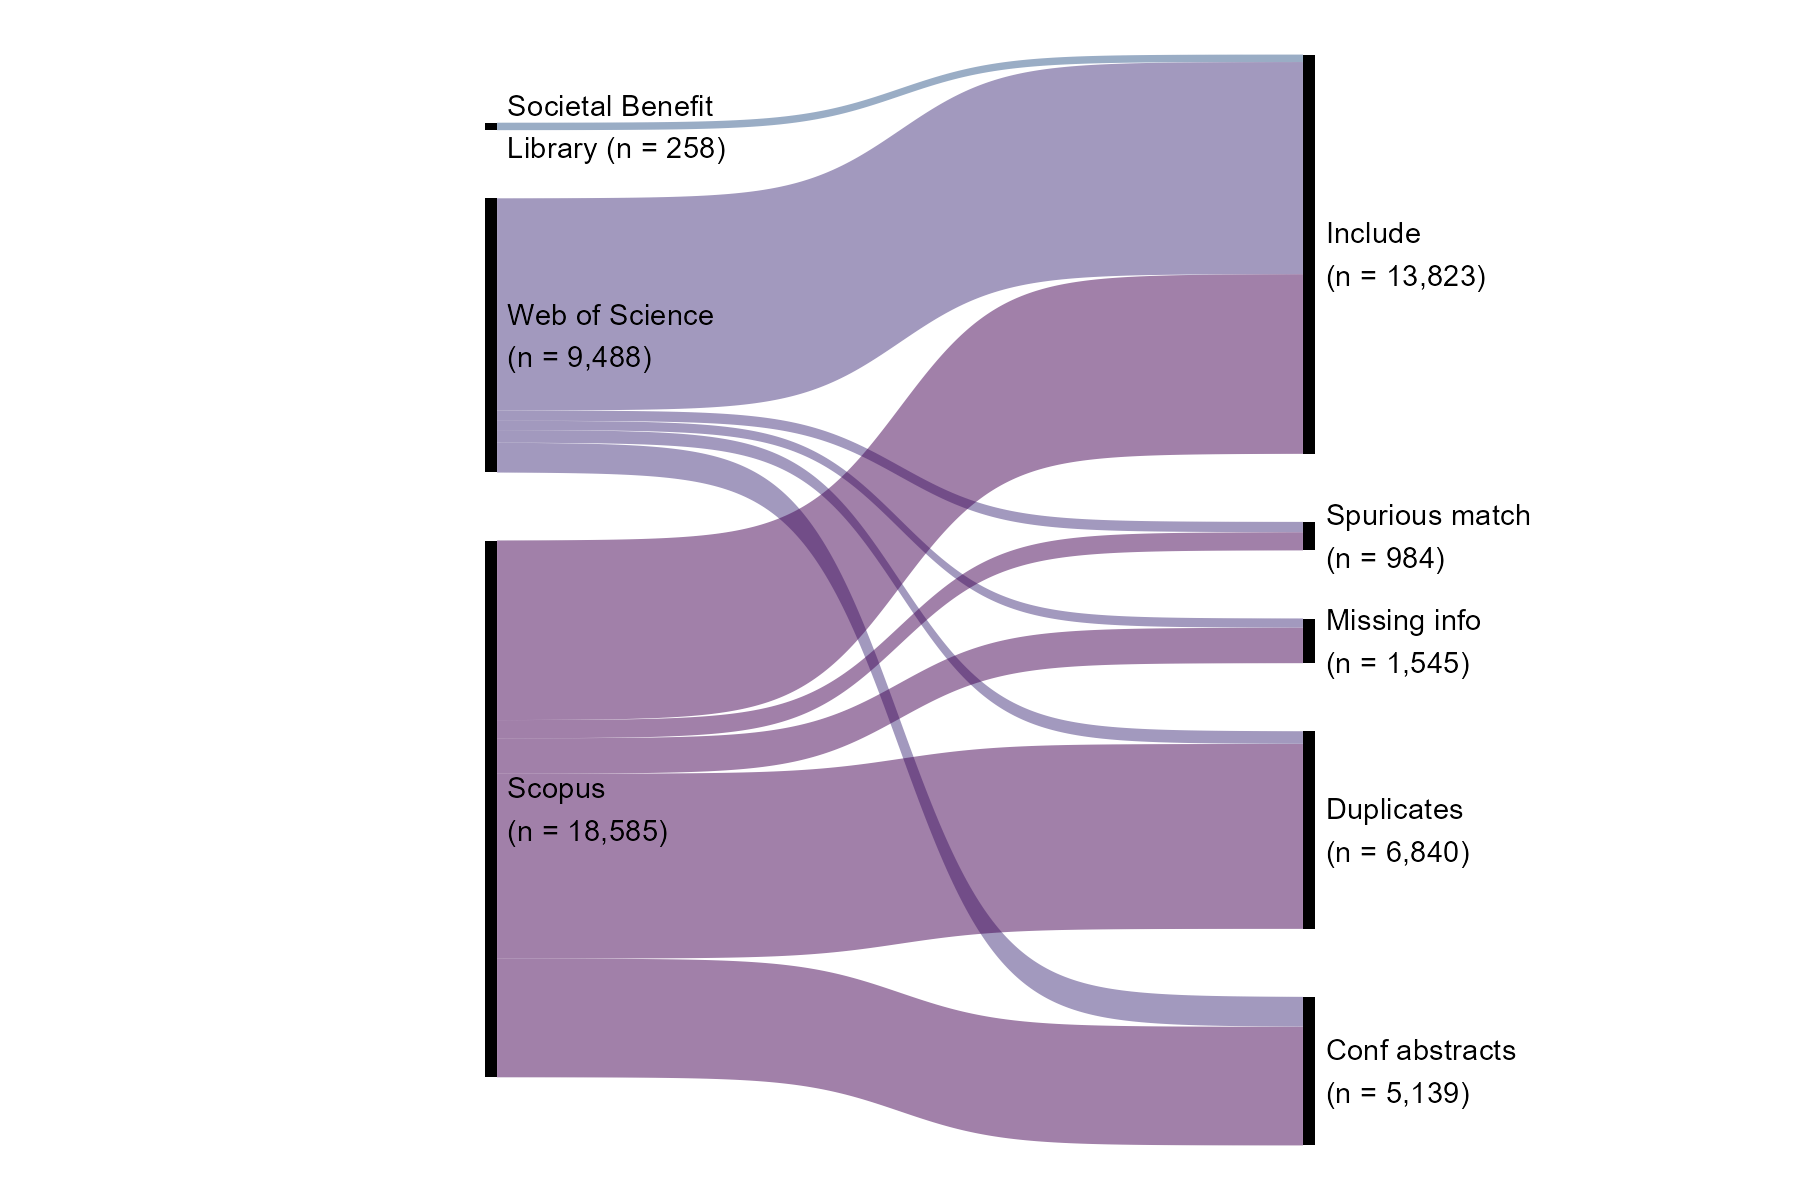 Societal Benefit
Library (n = 258)
Web of Science
(n = 9,488)
Scopus
(n = 18,585)
Include
(n = 13,823)
Spurious match
(n = 984)
Missing info
(n = 1,545)
Duplicates
(n = 6,840)
Conf abstracts
(n = 5,139)